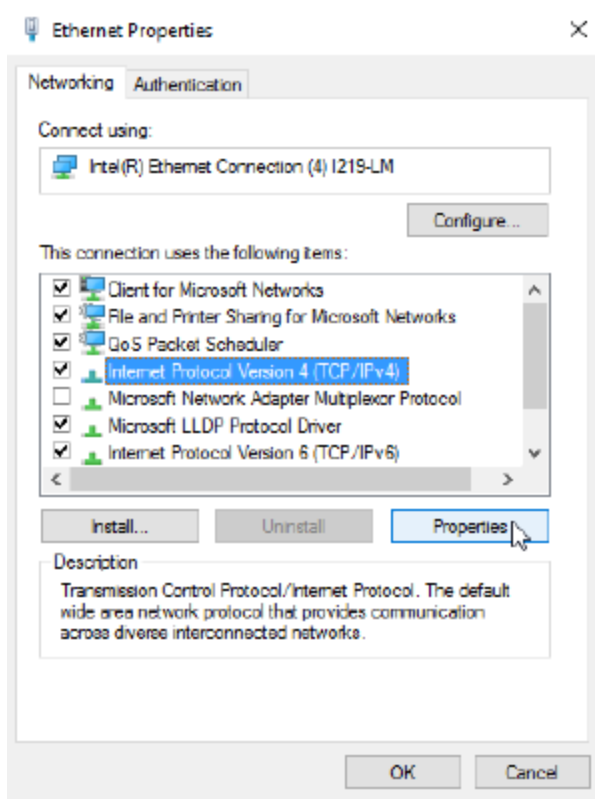 Ethernet Properties
Networking
Authentication
Connect using:
Intel(R) Ethernet Connection (4) I219-LM
Configure...
This connection uses the following items:
Client for Microsoft Networks
File and Printer Sharing for Microsoft Networks
QoS Packet Scheduler
Internet Protocol Version 4 (TCP/IPv4)
Microsoft Network Adapter Multiplexor Protocol
Microsoft LLDP Protocol Driver
Internet Protocol Version 6 (TCP/IPv6)
Install...
Uninstall
Properties
Description
Transmission Control Protocol/Internet Protocol. The default
wide area network protocol that provides communication
across diverse interconnected networks.
OK
Cancel